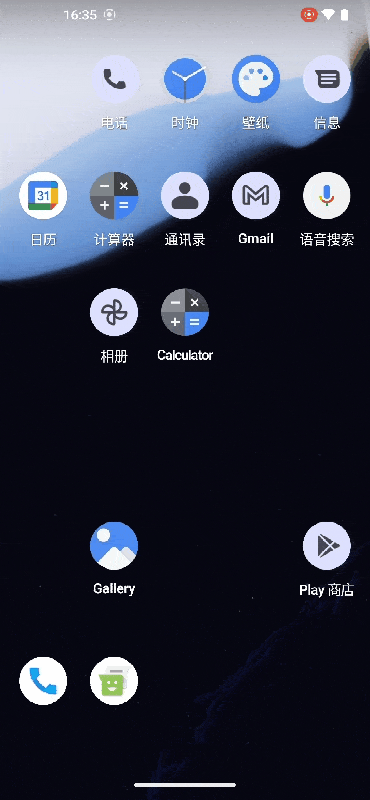 16:35
电话
时钟
壁纸
信息
31
日历
计算器
通讯录
Gmail
语音搜索
相册
Calculator
Gallery
Play 商店